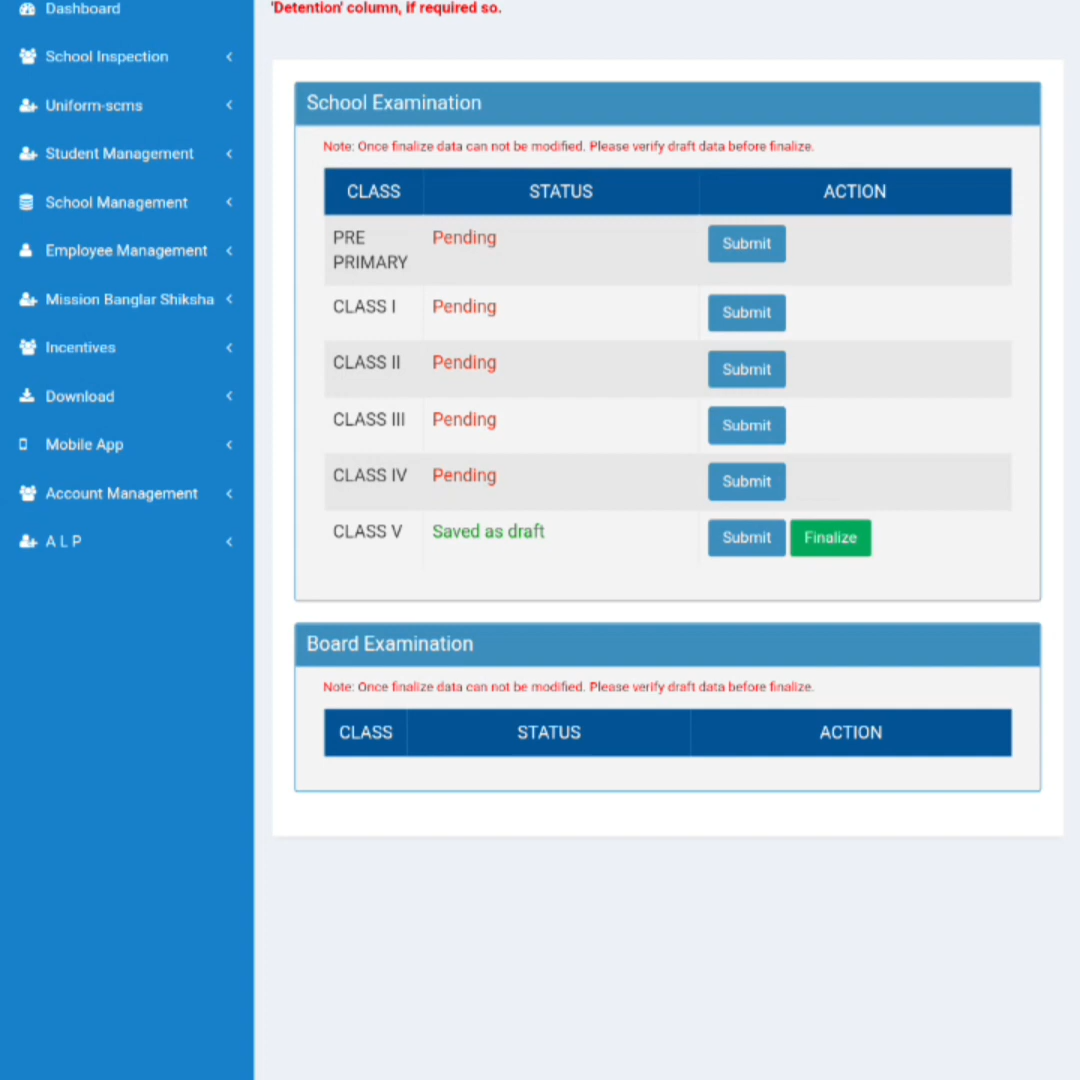 Dashboard
School Inspection
Uniform-scms
Student Management
School Management
Employee Management
Mission Banglar Shiksha
Incentives
Download
Mobile App
Account Management
A L P
'Detention' column, if required so.
School Examination
Note: Once finalize data can not be modified. Please verify draft data before finalize.
CLASS STATUS ACTION
PRE
PRIMARY
Pending Submit
CLASS I Pending Submit
CLASS II Pending Submit
CLASS III Pending Submit
CLASS IV Pending Submit
CLASS V Saved as draft Submit Finalize
Board Examination
Note: Once finalize data can not be modified. Please verify draft data before finalize.
CLASS STATUS ACTION